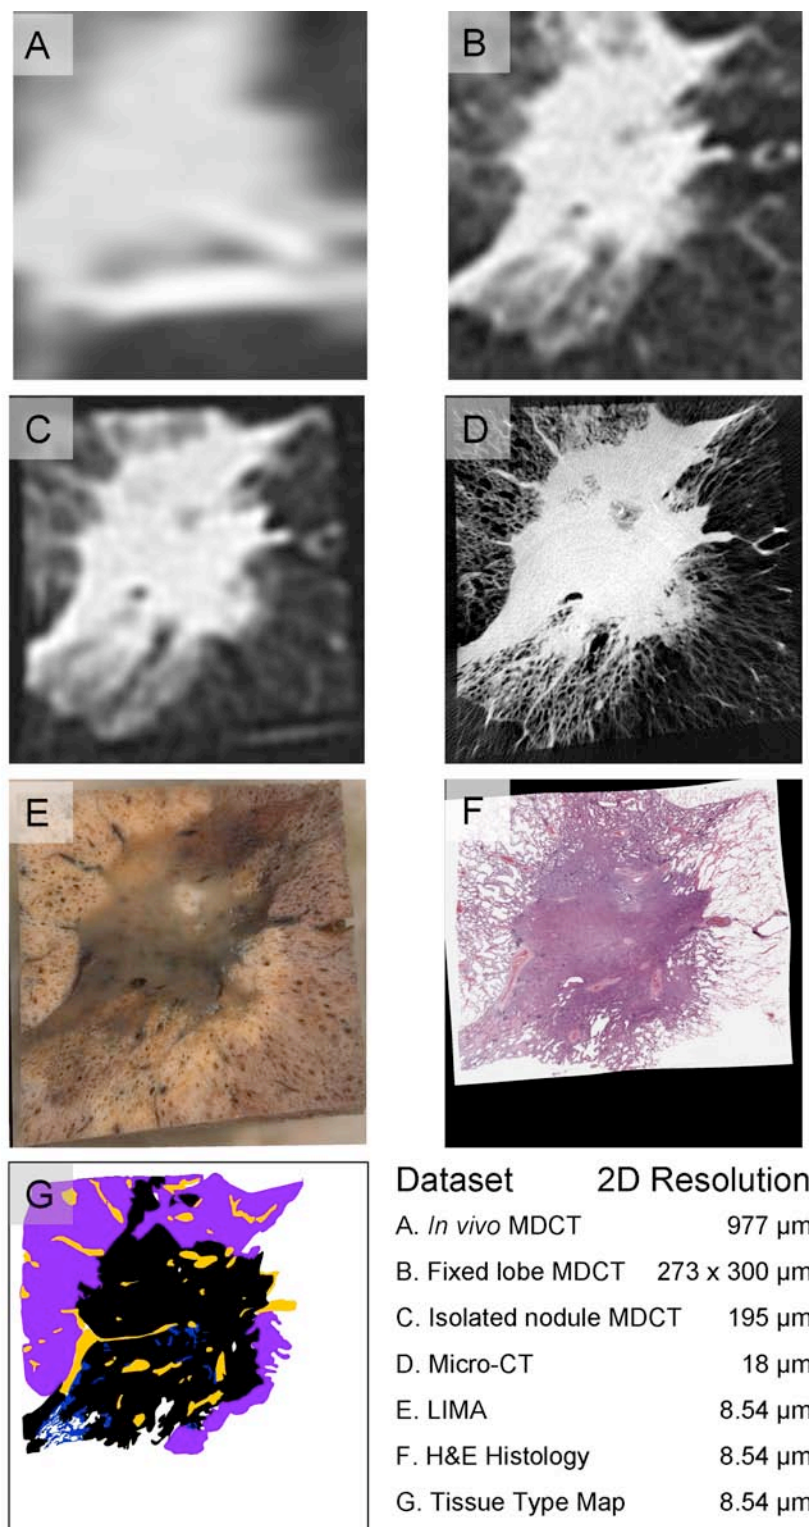 A
B
C
D
E
F
G
Dataset 2D Resolution
A. In vivo MDCT 977 µm
B. Fixed lobe MDCT 273 x 300 µm
C. Isolated nodule MDCT 195 µm
D. Micro-CT 18 µm
E. LIMA 8.54 µm
F. H&E Histology 8.54 µm
G. Tissue Type Map 8.54 µm